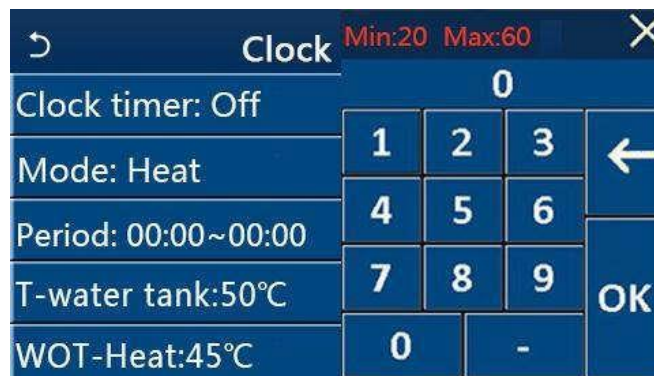 Clock
Clock timer: Off
Mode: Heat
Period: 00:00~00:00
T-water tank:50℃
WOT-Heat:45℃
Min:20 Max:60
0
1 2 3
4 5 6
7 8 9
OK
0 -